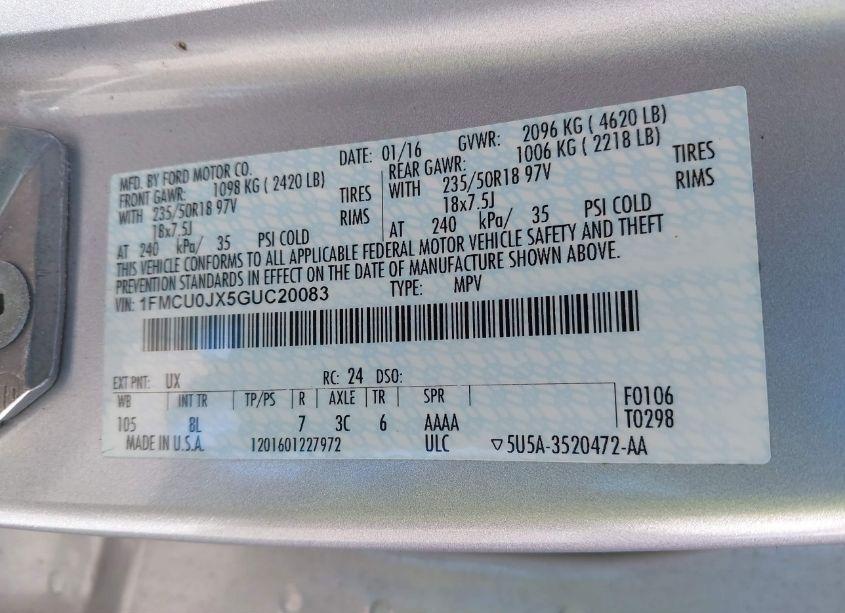 MFD. BY FORD MOTOR CO. DATE: 01/16 GVWR: 2096 KG ( 4620 LB)
FRONT GAWR: 1098 KG ( 2420 LB) REAR GAWR: 1006 KG ( 2218 LB)
WITH 235/50R18 97V TIRES WITH 235/50R18 97V TIRES
18x7.5J RIMS 18x7.5J RIMS
AT 240 kPa/ 35 PSI COLD AT 240 kPa/ 35 PSI COLD
THIS VEHICLE CONFORMS TO ALL APPLICABLE FEDERAL MOTOR VEHICLE SAFETY AND THEFT
PREVENTION STANDARDS IN EFFECT ON THE DATE OF MANUFACTURE SHOWN ABOVE.
VIN: 1FMCU0JX5GUC20083 TYPE: MPV
EXT PNT: UX RC: 24 DSO:
WB INT TR TP/PS R AXLE TR SPR F0106
105 8L 7 3C 6 AAAA T0298
MADE IN U.S.A. 1201601227972 ULC ▽5U5A-3520472-AA